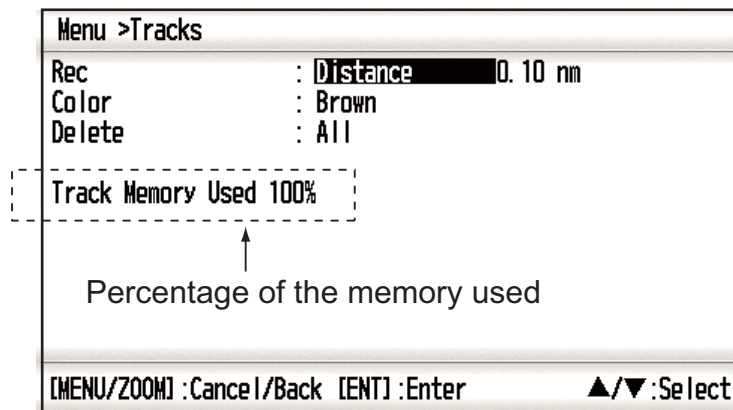 Menu >Tracks
Rec : Distance 0.10 nm
Color : Brown
Delete : All
Track Memory Used 100%
Percentage of the memory used
[MENU/ZOOM] :Cancel/Back [ENT] :Enter ▲/▼:Select